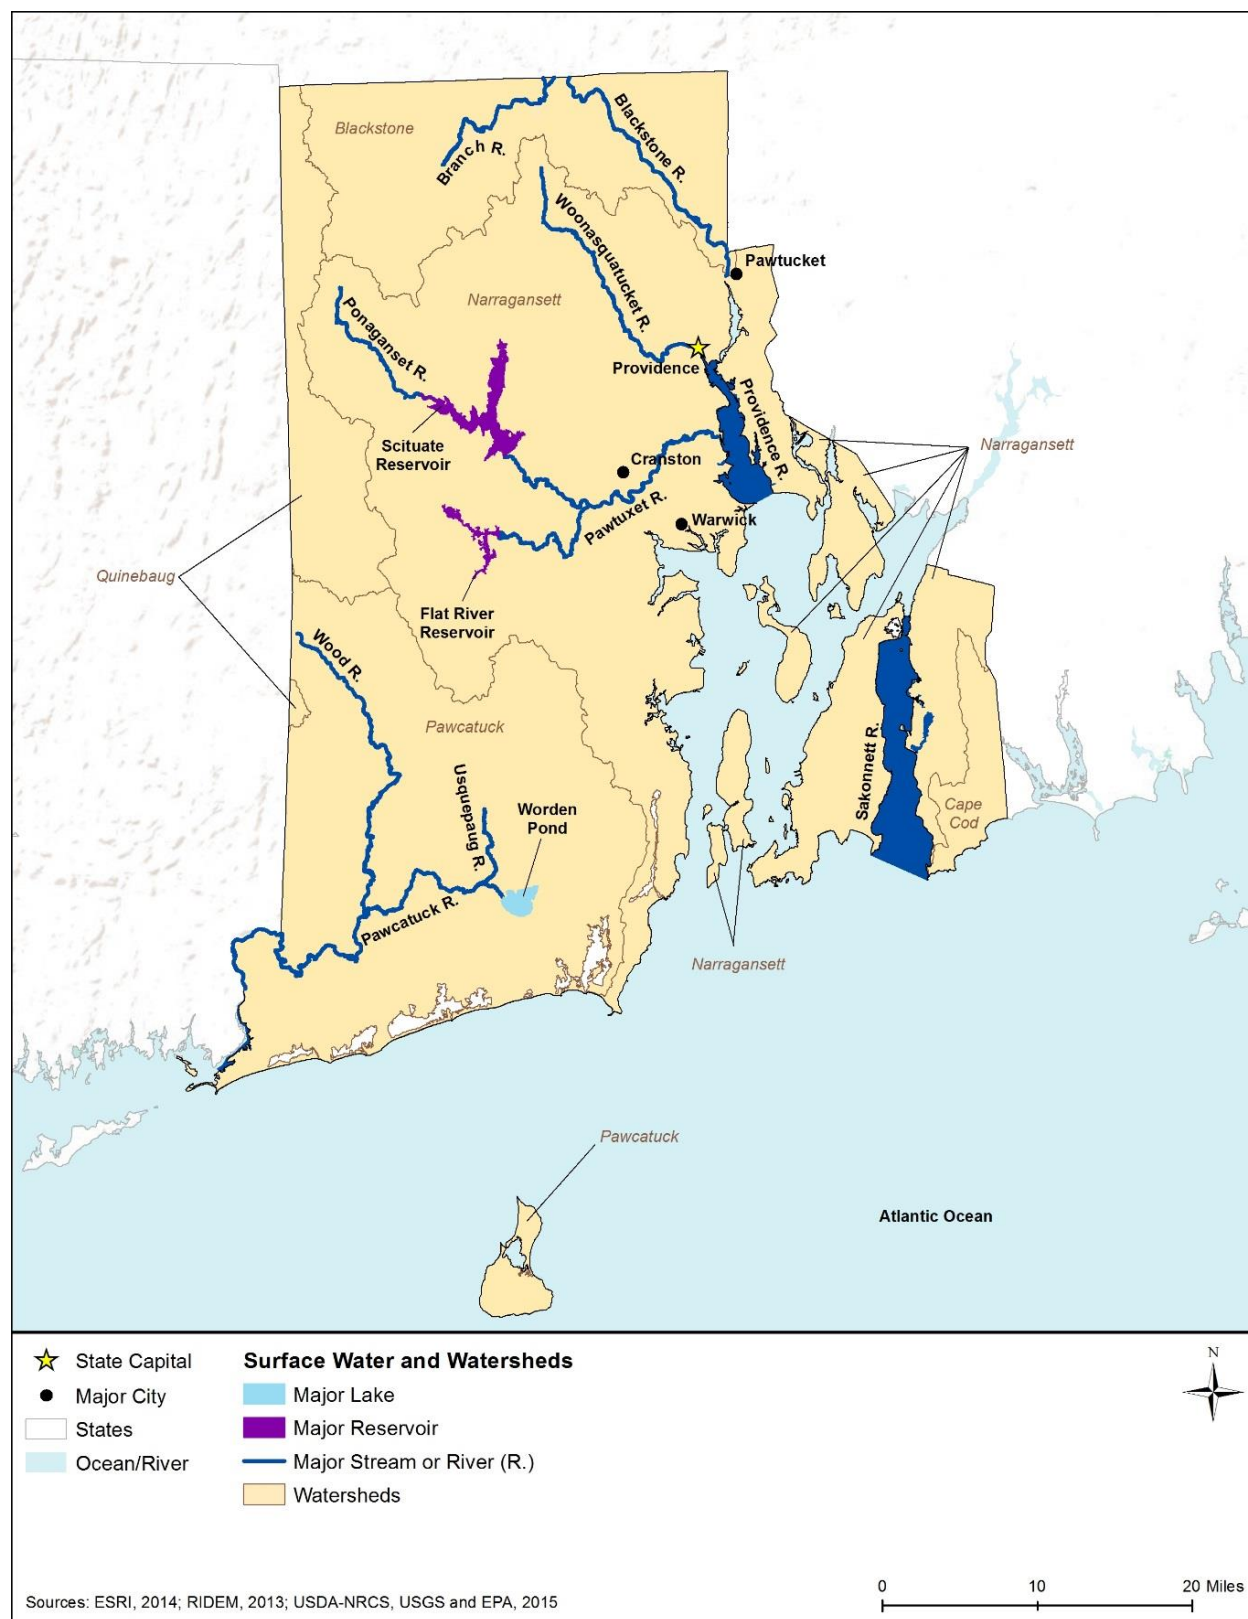 Blackstone
Branch R.
Blackstone R.
Woonasquatucket R.
Pawtucket
Narragansett
Ponaganset R.
Providence
Providence R.
Scituate
Reservoir
Cranston
Narragansett
Pawtuxet R.
Warwick
Quinebaug
Flat River
Reservoir
Wood R.
Pawcatuck
Usquepaug R.
Worden
Pond
Sakonnett R.
Cape
Cod
Pawcatuck R.
Narragansett
Pawcatuck
Atlantic Ocean
State Capital
Major City
States
Ocean/River
Surface Water and Watersheds
Major Lake
Major Reservoir
Major Stream or River (R.)
Watersheds
N
Sources: ESRI, 2014; RIDEM, 2013; USDA-NRCS, USGS and EPA, 2015
0 10 20 Miles